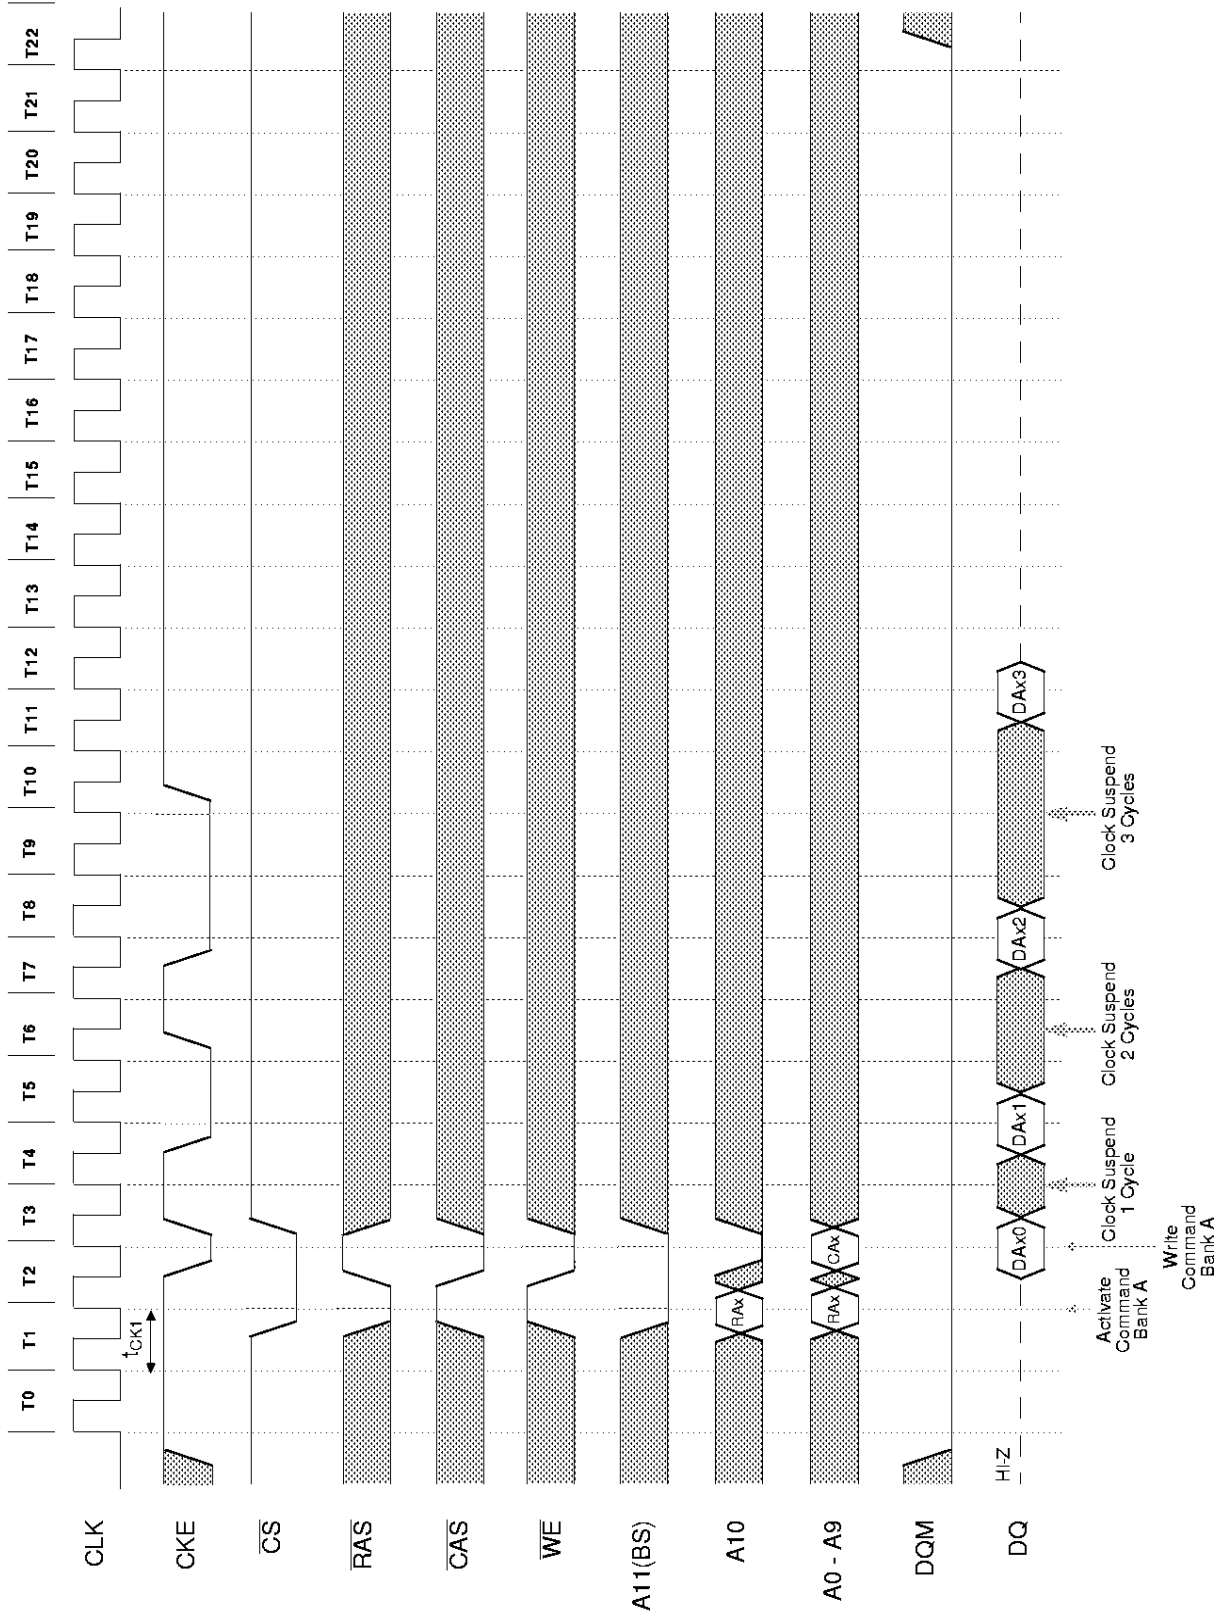 T0 T1 T2 T3 T4 T5 T6 T7 T8 T9 T10 T11 T12 T13 T14 T15 T16 T17 T18 T19 T20 T21 T22
CLK
tCK1
CKE
CS
RAS
CAS
WE
A11(BS)
A10
RAx
A0 - A9
RAx CAx
DQM
DQ
HI-Z
DAx0 DAx1 DAx2 DAx3
Activate
Command
Bank A
Write
Command
Bank A
Clock Suspend
1 Cycle
Clock Suspend
2 Cycles
Clock Suspend
3 Cycles